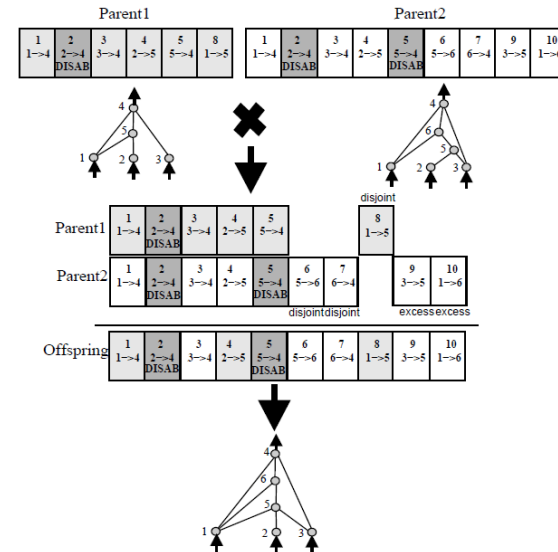 Parent1 Parent2
1 2 3 4 5 8 1 2 3 4 5 6 7 9 10
1->4 2->4 3->4 2->5 5->4 1->5 1->4 2->4 3->4 2->5 5->4 5->6 6->4 3->5 1->6
DISAB DISAB DISAB
4 4
5 6
5
1 2 3 1 2 3
disjoint
Parent1 1 2 3 4 5 8
1->4 2->4 3->4 2->5 5->4 1->5
DISAB
Parent2 1 2 3 4 5 6 7 9 10
1->4 2->4 3->4 2->5 5->4 5->6 6->4 3->5 1->6
DISAB DISAB
disjoint disjoint excess excess
Offspring 1 2 3 4 5 6 7 8 9 10
1->4 2->4 3->4 2->5 5->4 5->6 6->4 1->5 3->5 1->6
DISAB DISAB
4
6
5
1 2 3